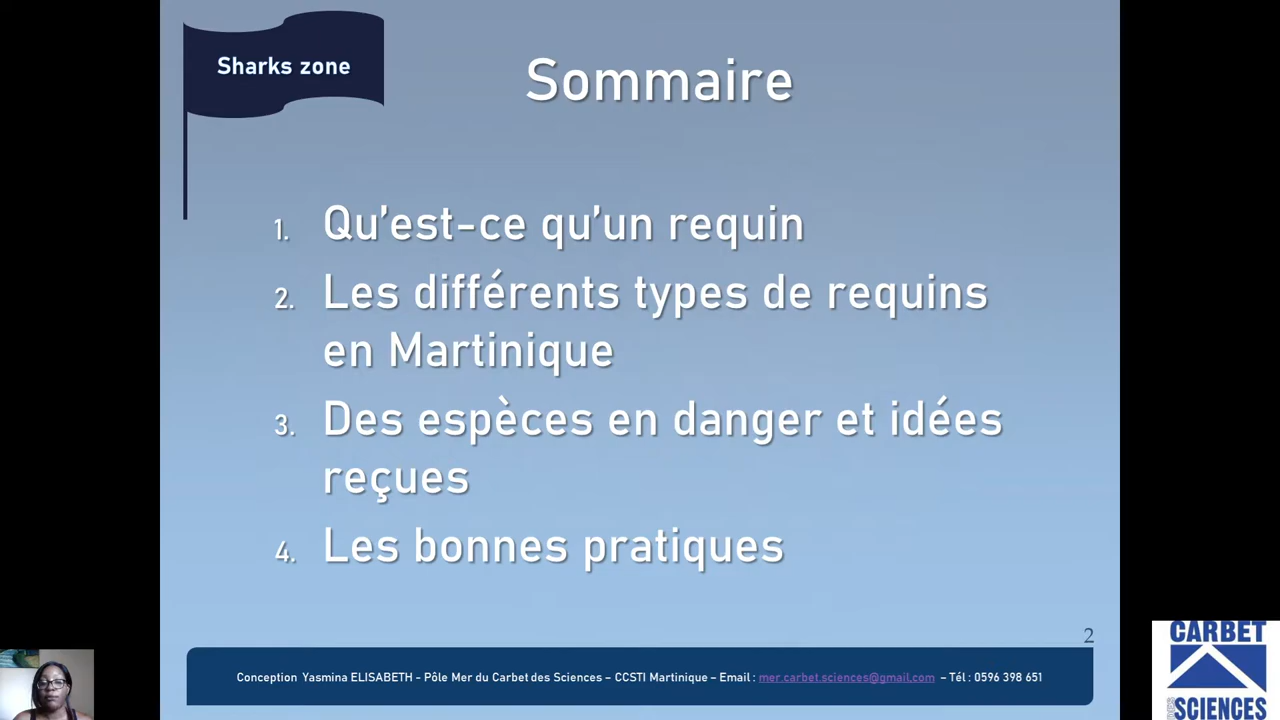 Sharks zone
Sommaire
1. Qu’est-ce qu’un requin
2. Les différents types de requins
en Martinique
3. Des espèces en danger et idées
reçues
4. Les bonnes pratiques
2
Conception Yasmina ELISABETH - Pôle Mer du Carbet des Sciences – CCSTI Martinique – Email : mer.carbet.sciences@gmail.com – Tél : 0596 398 651
CARBET
DES SCIENCES